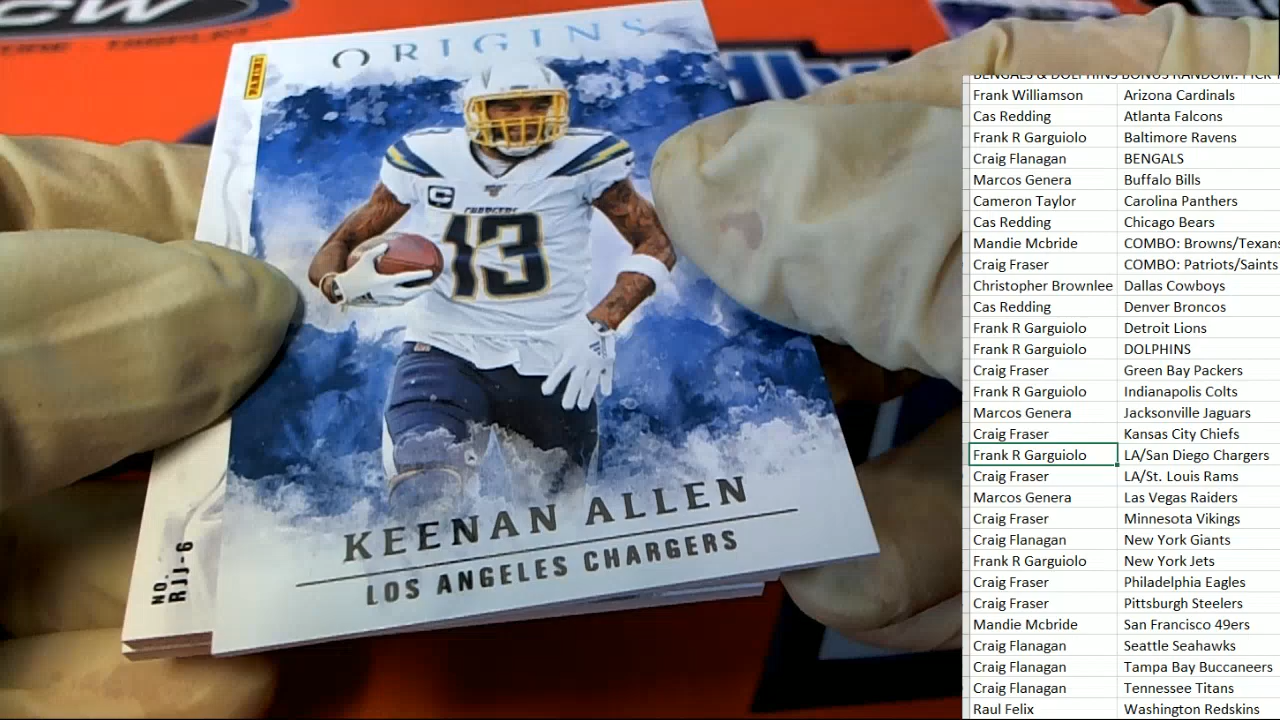 CW
ORIGINS
PANINI
C
CHARGERS
13
KEENAN ALLEN
LOS ANGELES CHARGERS
NO.
RJJ-6
BENGALS & DOLPHINS BONUS RANDOM: PICK
Frank Williamson Arizona Cardinals
Cas Redding Atlanta Falcons
Frank R Garguiolo Baltimore Ravens
Craig Flanagan BENGALS
Marcos Genera Buffalo Bills
Cameron Taylor Carolina Panthers
Cas Redding Chicago Bears
Mandie Mcbride COMBO: Browns/Texans
Craig Fraser COMBO: Patriots/Saints
Christopher Brownlee Dallas Cowboys
Cas Redding Denver Broncos
Frank R Garguiolo Detroit Lions
Frank R Garguiolo DOLPHINS
Craig Fraser Green Bay Packers
Frank R Garguiolo Indianapolis Colts
Marcos Genera Jacksonville Jaguars
Craig Fraser Kansas City Chiefs
Frank R Garguiolo LA/San Diego Chargers
Craig Fraser LA/St. Louis Rams
Marcos Genera Las Vegas Raiders
Craig Fraser Minnesota Vikings
Craig Flanagan New York Giants
Frank R Garguiolo New York Jets
Craig Fraser Philadelphia Eagles
Craig Fraser Pittsburgh Steelers
Mandie Mcbride San Francisco 49ers
Craig Flanagan Seattle Seahawks
Craig Flanagan Tampa Bay Buccaneers
Craig Flanagan Tennessee Titans
Raul Felix Washington Redskins